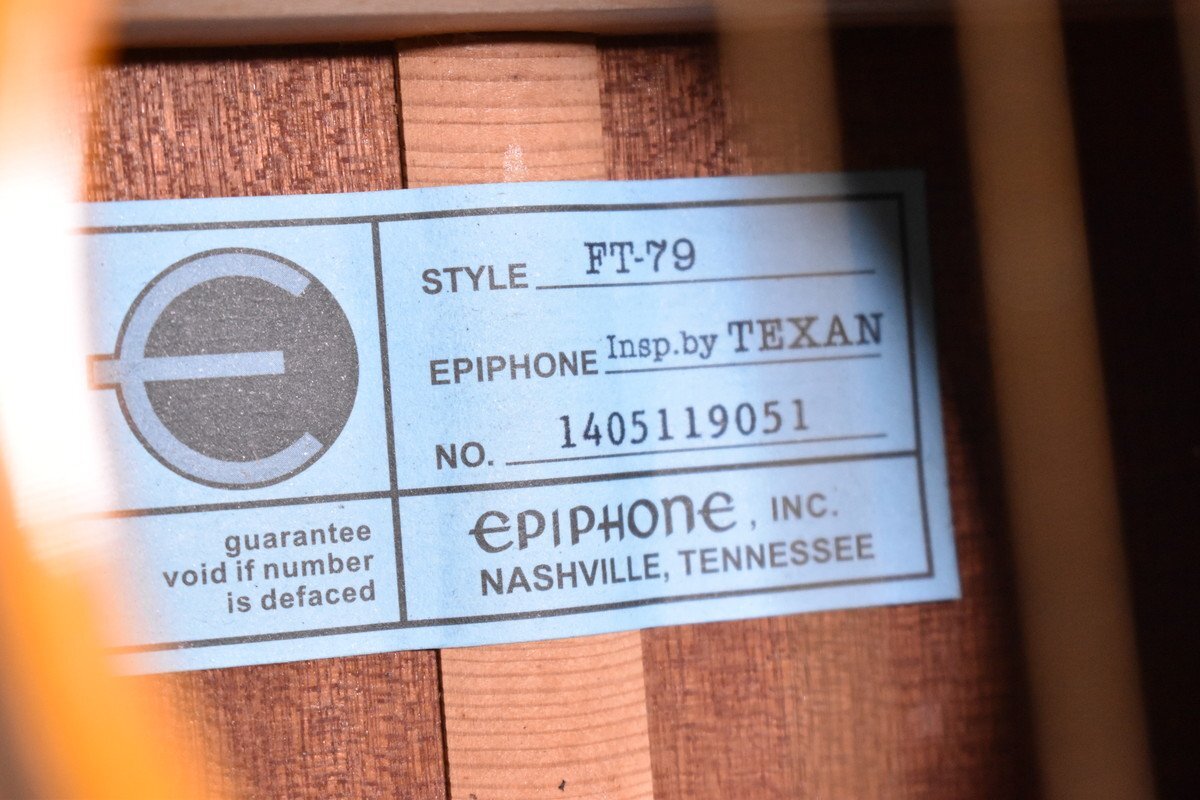 STYLE FT-79
EPIPHONE Insp.by TEXAN
NO. 1405119051
guarantee
void if number
is defaced
EPIPHONE, INC.
NASHVILLE, TENNESSEE